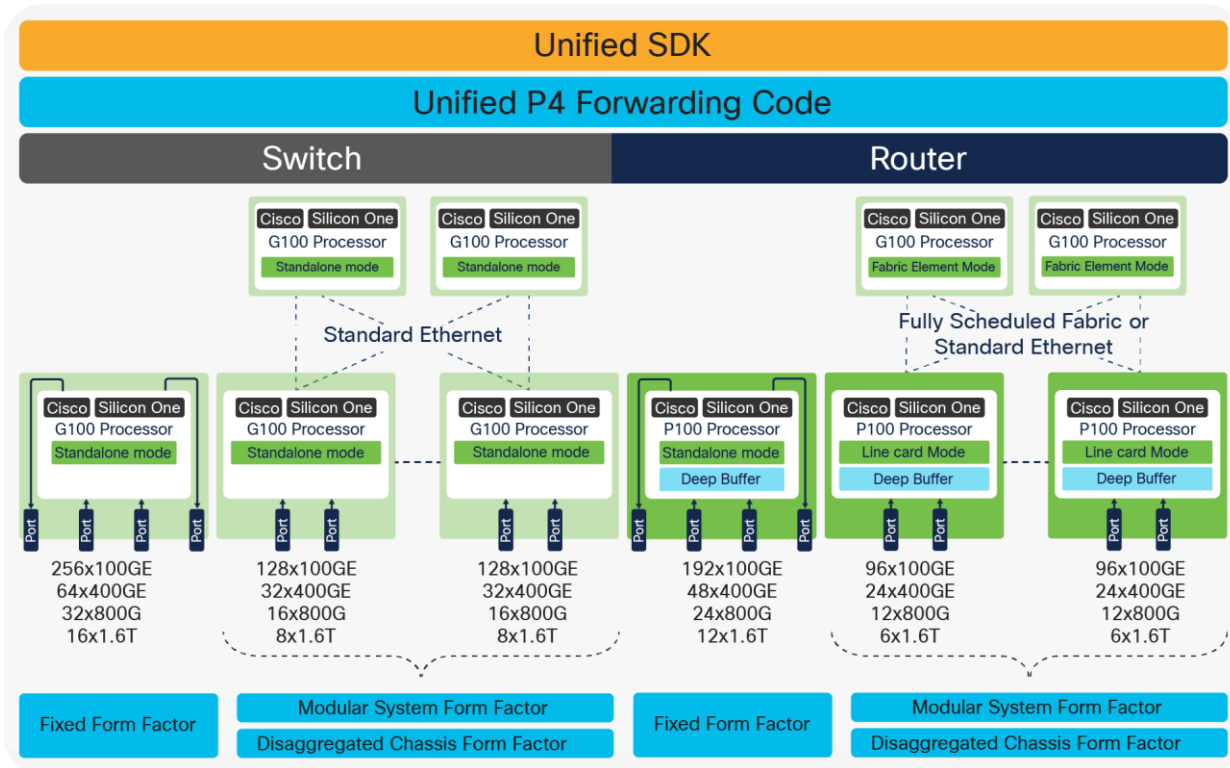 Unified SDK
Unified P4 Forwarding Code
Switch
Router
Cisco Silicon One
G100 Processor
Standalone mode
Cisco Silicon One
G100 Processor
Standalone mode
Cisco Silicon One
G100 Processor
Fabric Element Mode
Cisco Silicon One
G100 Processor
Fabric Element Mode
Standard Ethernet
Fully Scheduled Fabric or
Standard Ethernet
Cisco Silicon One
G100 Processor
Standalone mode
Port
Port
Port
Port
256x100GE
64x400GE
32x800G
16x1.6T
Cisco Silicon One
G100 Processor
Standalone mode
Port
Port
128x100GE
32x400GE
16x800G
8x1.6T
Cisco Silicon One
G100 Processor
Standalone mode
Port
Port
128x100GE
32x400GE
16x800G
8x1.6T
Cisco Silicon One
P100 Processor
Standalone mode
Deep Buffer
Port
Port
Port
Port
192x100GE
48x400GE
24x800G
12x1.6T
Cisco Silicon One
P100 Processor
LIne card Mode
Deep Buffer
Port
Port
96x100GE
24x400GE
12x800G
6x1.6T
Cisco Silicon One
P100 Processor
LIne card Mode
Deep Buffer
Port
Port
96x100GE
24x400GE
12x800G
6x1.6T
Fixed Form Factor
Modular System Form Factor
Disaggregated Chassis Form Factor
Fixed Form Factor
Modular System Form Factor
Disaggregated Chassis Form Factor